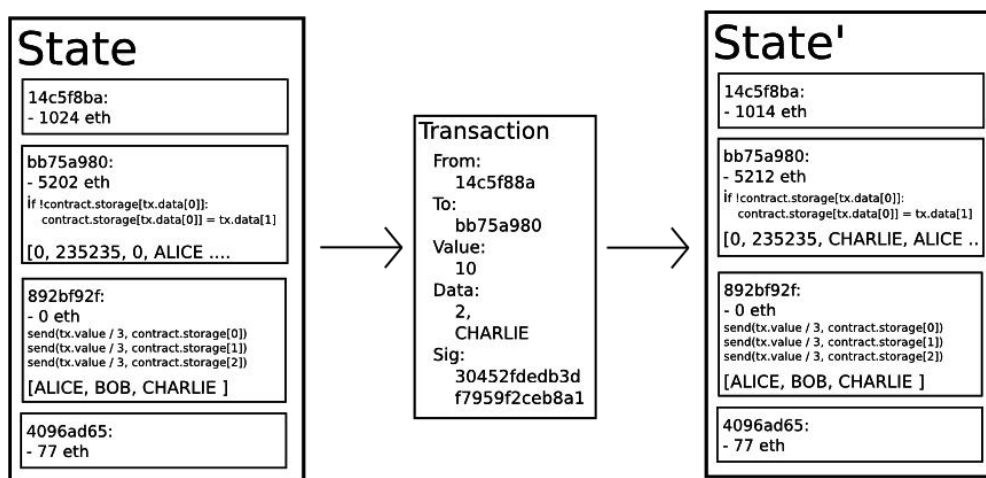 State
14c5f8ba:
- 1024 eth
bb75a980:
- 5202 eth
if !contract.storage[tx.data[0]]:
contract.storage[tx.data[0]] = tx.data[1]
[0, 235235, 0, ALICE ....
892bf92f:
- 0 eth
send(tx.value / 3, contract.storage[0])
send(tx.value / 3, contract.storage[1])
send(tx.value / 3, contract.storage[2])
[ALICE, BOB, CHARLIE ]
4096ad65:
- 77 eth
Transaction
From:
14c5f88a
To:
bb75a980
Value:
10
Data:
2,
CHARLIE
Sig:
30452fdedb3d
f7959f2ceb8a1
State'
14c5f8ba:
- 1014 eth
bb75a980:
- 5212 eth
if !contract.storage[tx.data[0]]:
contract.storage[tx.data[0]] = tx.data[1]
[0, 235235, CHARLIE, ALICE ..
892bf92f:
- 0 eth
send(tx.value / 3, contract.storage[0])
send(tx.value / 3, contract.storage[1])
send(tx.value / 3, contract.storage[2])
[ALICE, BOB, CHARLIE ]
4096ad65:
- 77 eth